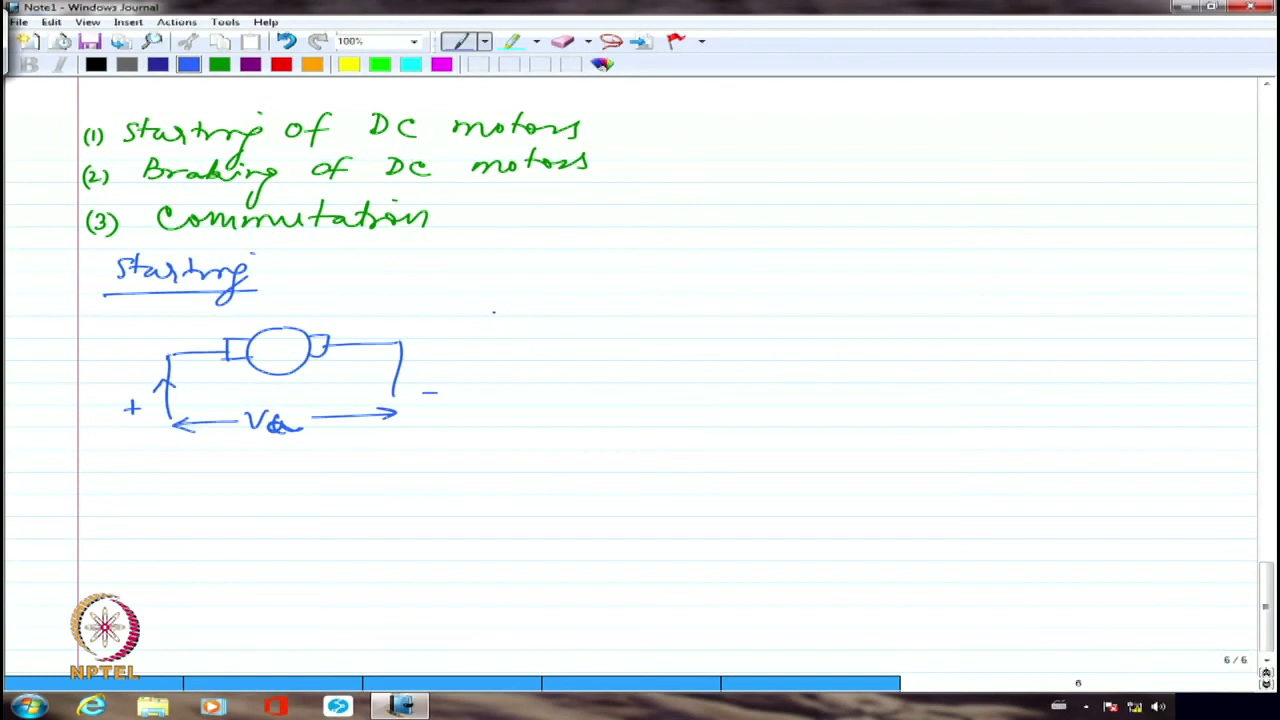 Note1 - Windows Journal
File Edit View Insert Actions Tools Help
100%
B I
(1) Starting of DC motors
(2) Braking of DC motors
(3) Commutation
Starting
+ -
NPTEL
6 / 6
6